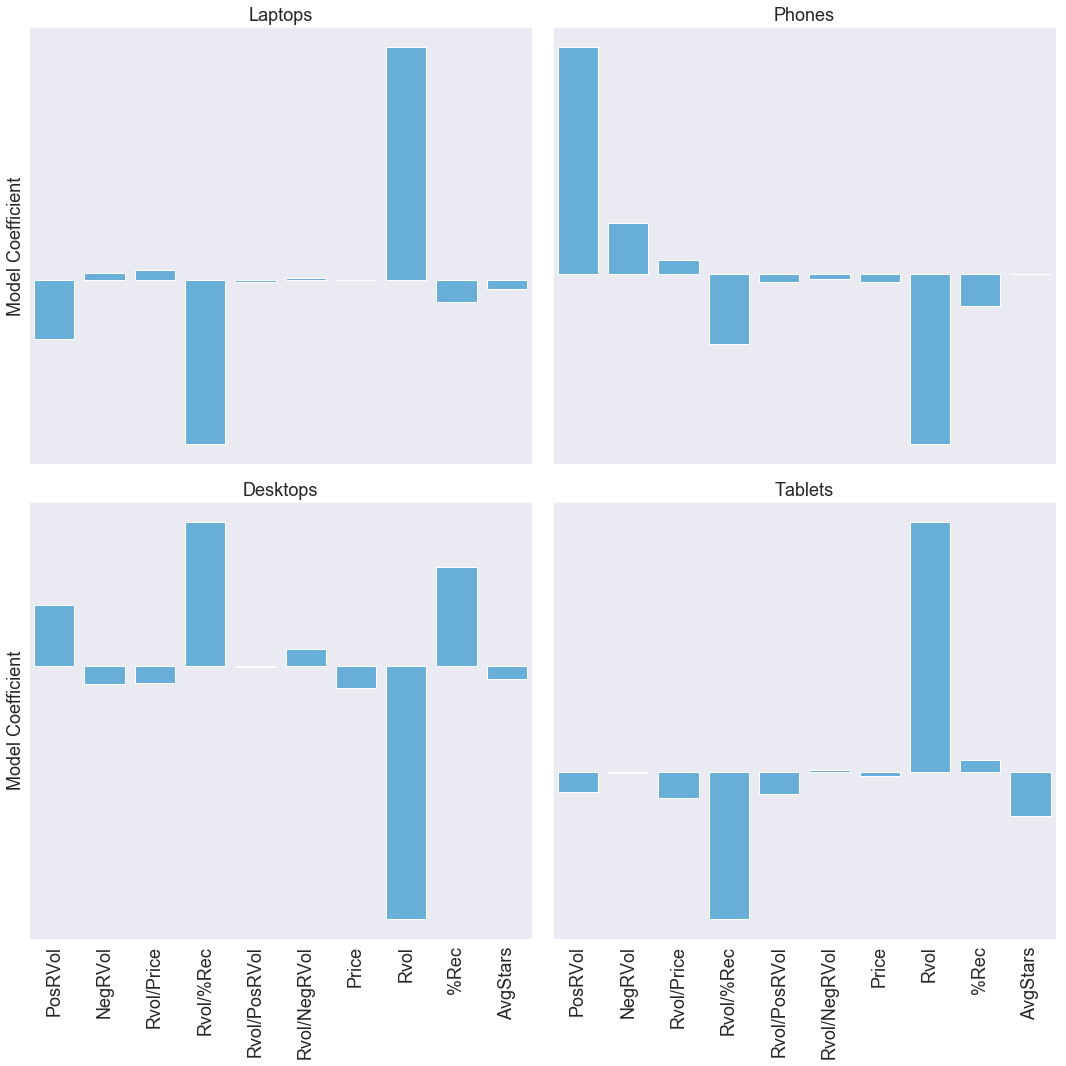 Laptops
Phones
Model Coefficient
Desktops
Tablets
Model Coefficient
PosRVol
NegRVol
Rvol/Price
Rvol/%Rec
Rvol/PosRVol
Rvol/NegRVol
Price
Rvol
%Rec
AvgStars
PosRVol
NegRVol
Rvol/Price
Rvol/%Rec
Rvol/PosRVol
Rvol/NegRVol
Price
Rvol
%Rec
AvgStars